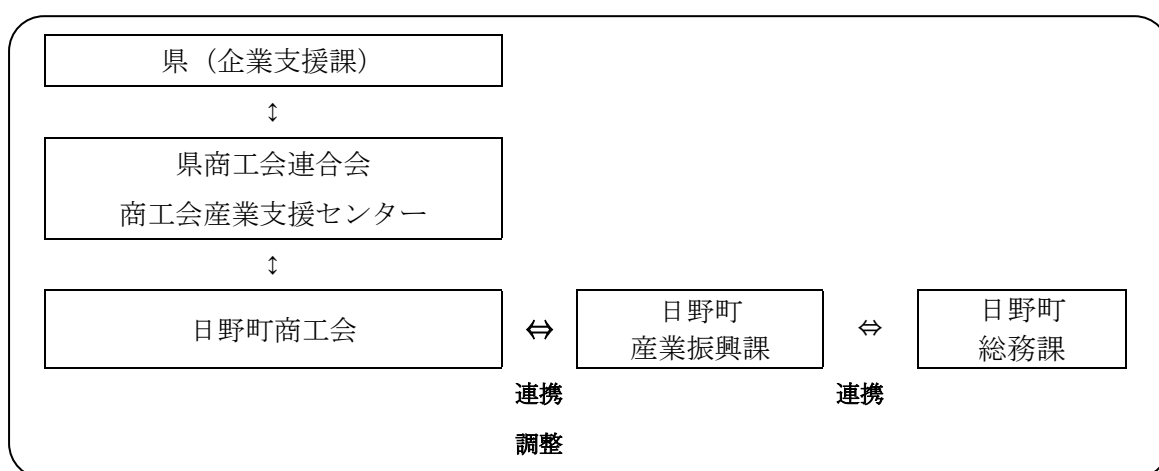 県（企業支援課）
↕
県商工会連合会
商工会産業支援センター
↕
日野町商工会
⇔
連携
調整
日野町
産業振興課
⇔
連携
日野町
総務課